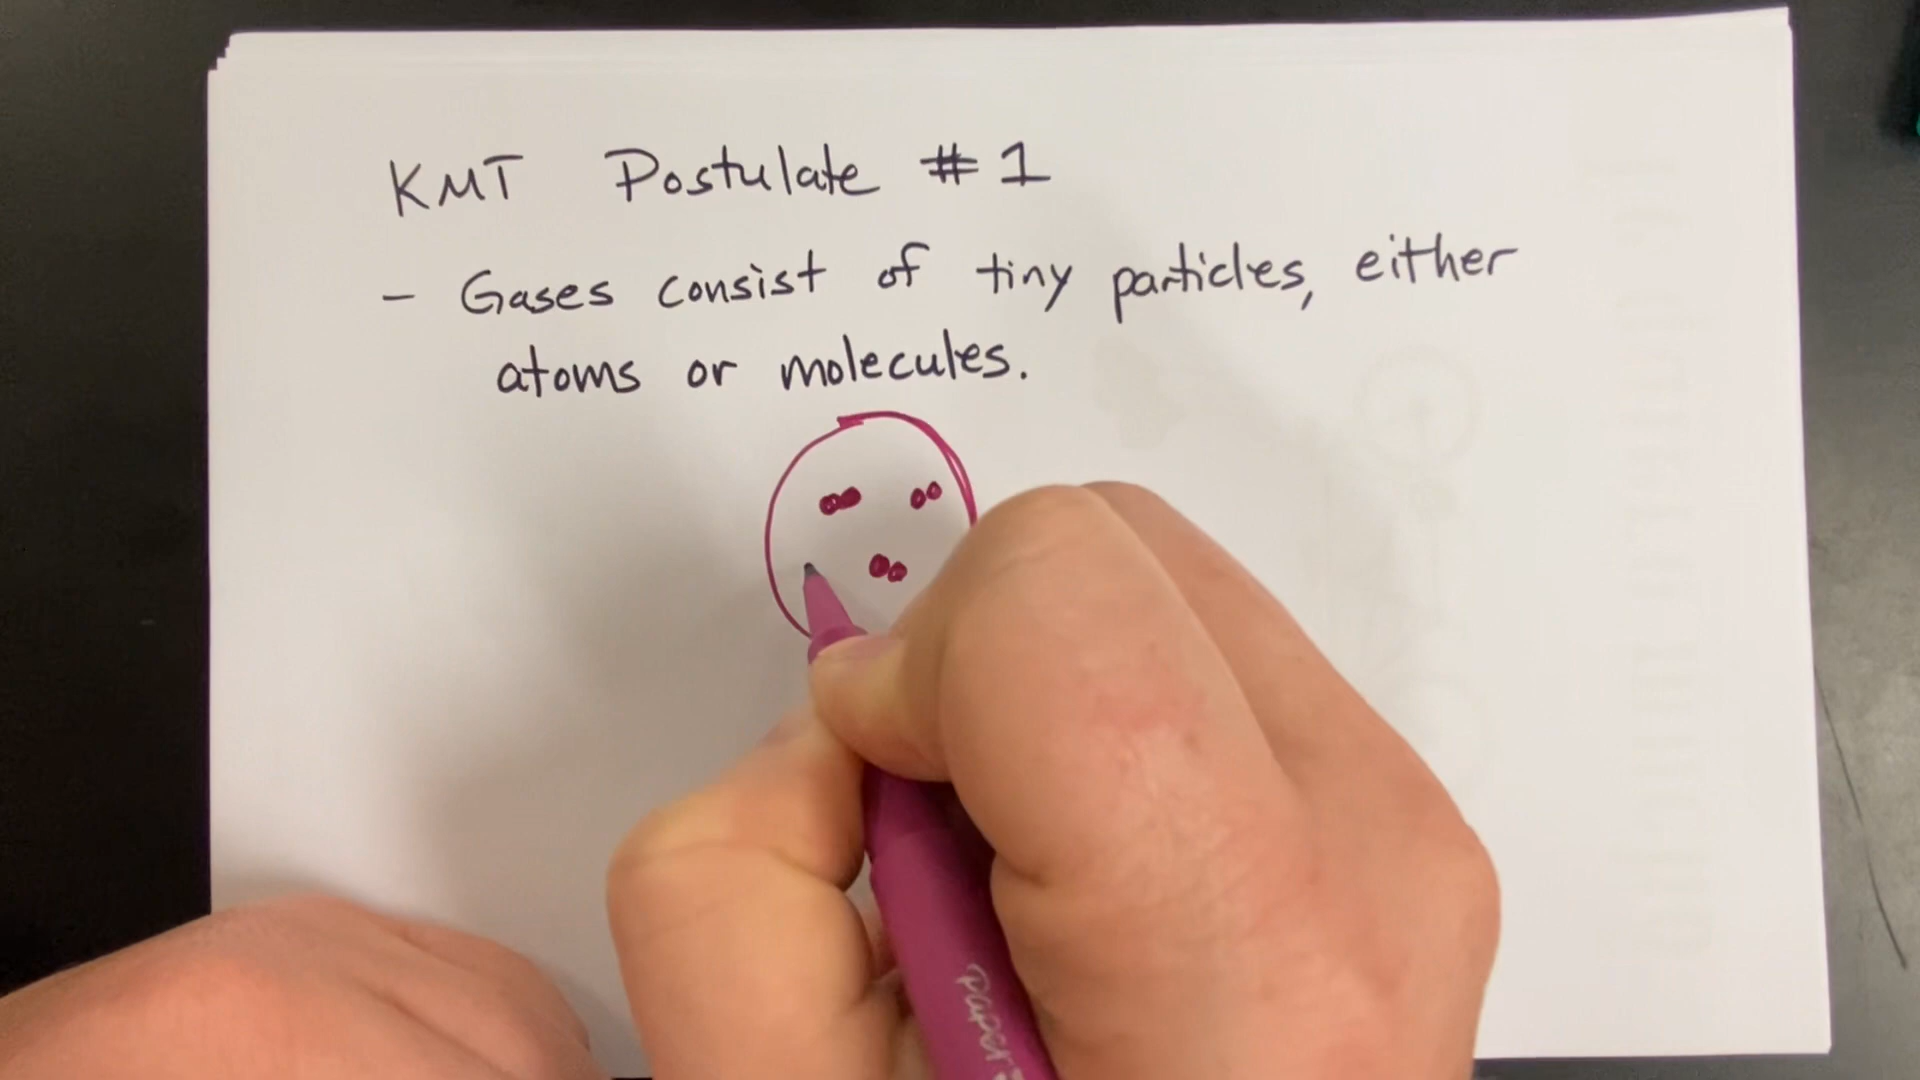 KMT Postulate #1
- Gases consist of tiny particles, either
atoms or molecules.